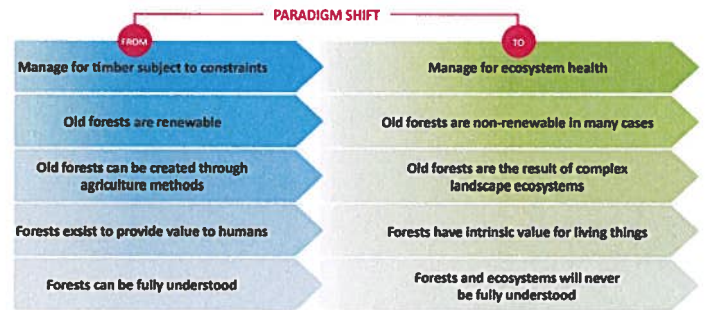 PARADIGM SHIFT
FROM
TO
Manage for timber subject to constraints
Manage for ecosystem health
Old forests are renewable
Old forests are non-renewable in many cases
Old forests can be created through
agriculture methods
Old forests are the result of complex
landscape ecosystems
Forests exsist to provide value to humans
Forests have intrinsic value for living things
Forests can be fully understood
Forests and ecosystems will never
be fully understood